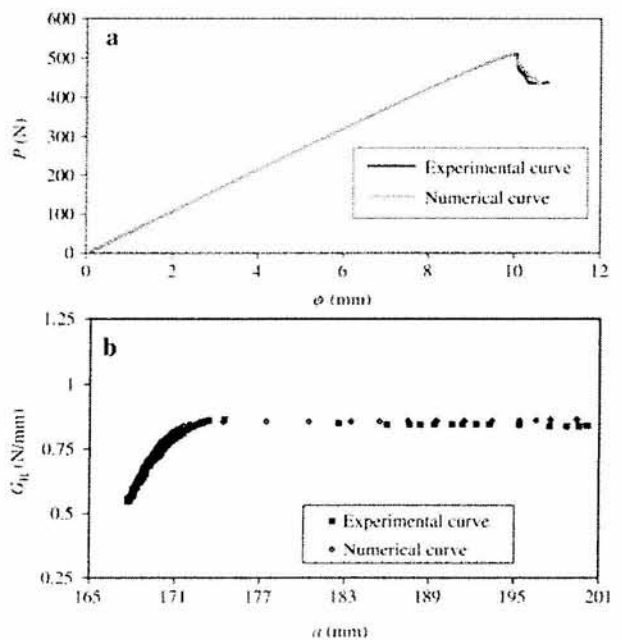 a
600
500
400
300
200
100
0
P (N)
Experimental curve
Numerical curve
0 2 4 6 8 10 12
ϕ (mm)
b
1.25
1
0.75
0.5
0.25
Experimental curve
Numerical curve
165 171 177 183 189 195 201
a (mm)